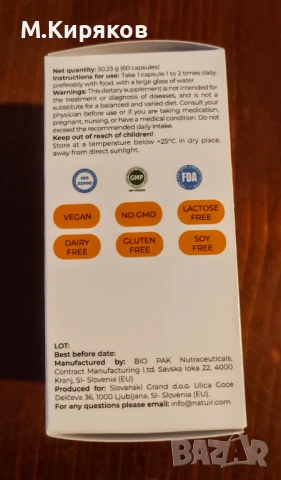 М.Киряков
Net quantity: 50,23 g (60 capsules)
Instructions for use: Take 1 capsule 1 to 2 times daily,
preferably with food, with a large glass of water.
Warnings: This dietary supplement is not intended for
the treatment or diagnosis of diseases, and is not a
substitute for a balanced and varied diet. Consult your
physician before use or if you are taking medication,
pregnant, nursing, or have a medical condition. Do not
exceed the recommended daily intake.
Keep out of reach of children!
Store at a temperature below +25°C in dry place,
away from direct sunlight.
ISO
22000
GMP
FDA
VEGAN
NO GMO
LACTOSE
FREE
DAIRY
FREE
GLUTEN
FREE
SOY
FREE
LOT:
Best before date:
Manufactured by: BIO PAK Nutraceuticals,
Contract Manufacturing Ltd. Savska loka 22, 4000
Kranj, SI- Slovenia (EU)
Produced for: Slovanski Grand d.o.o. Ulica Goce
Delčeva 36, 1000 Ljubljana, SI- Slovenia (EU)
For any questions please email: info@natuir.com
BAZAR